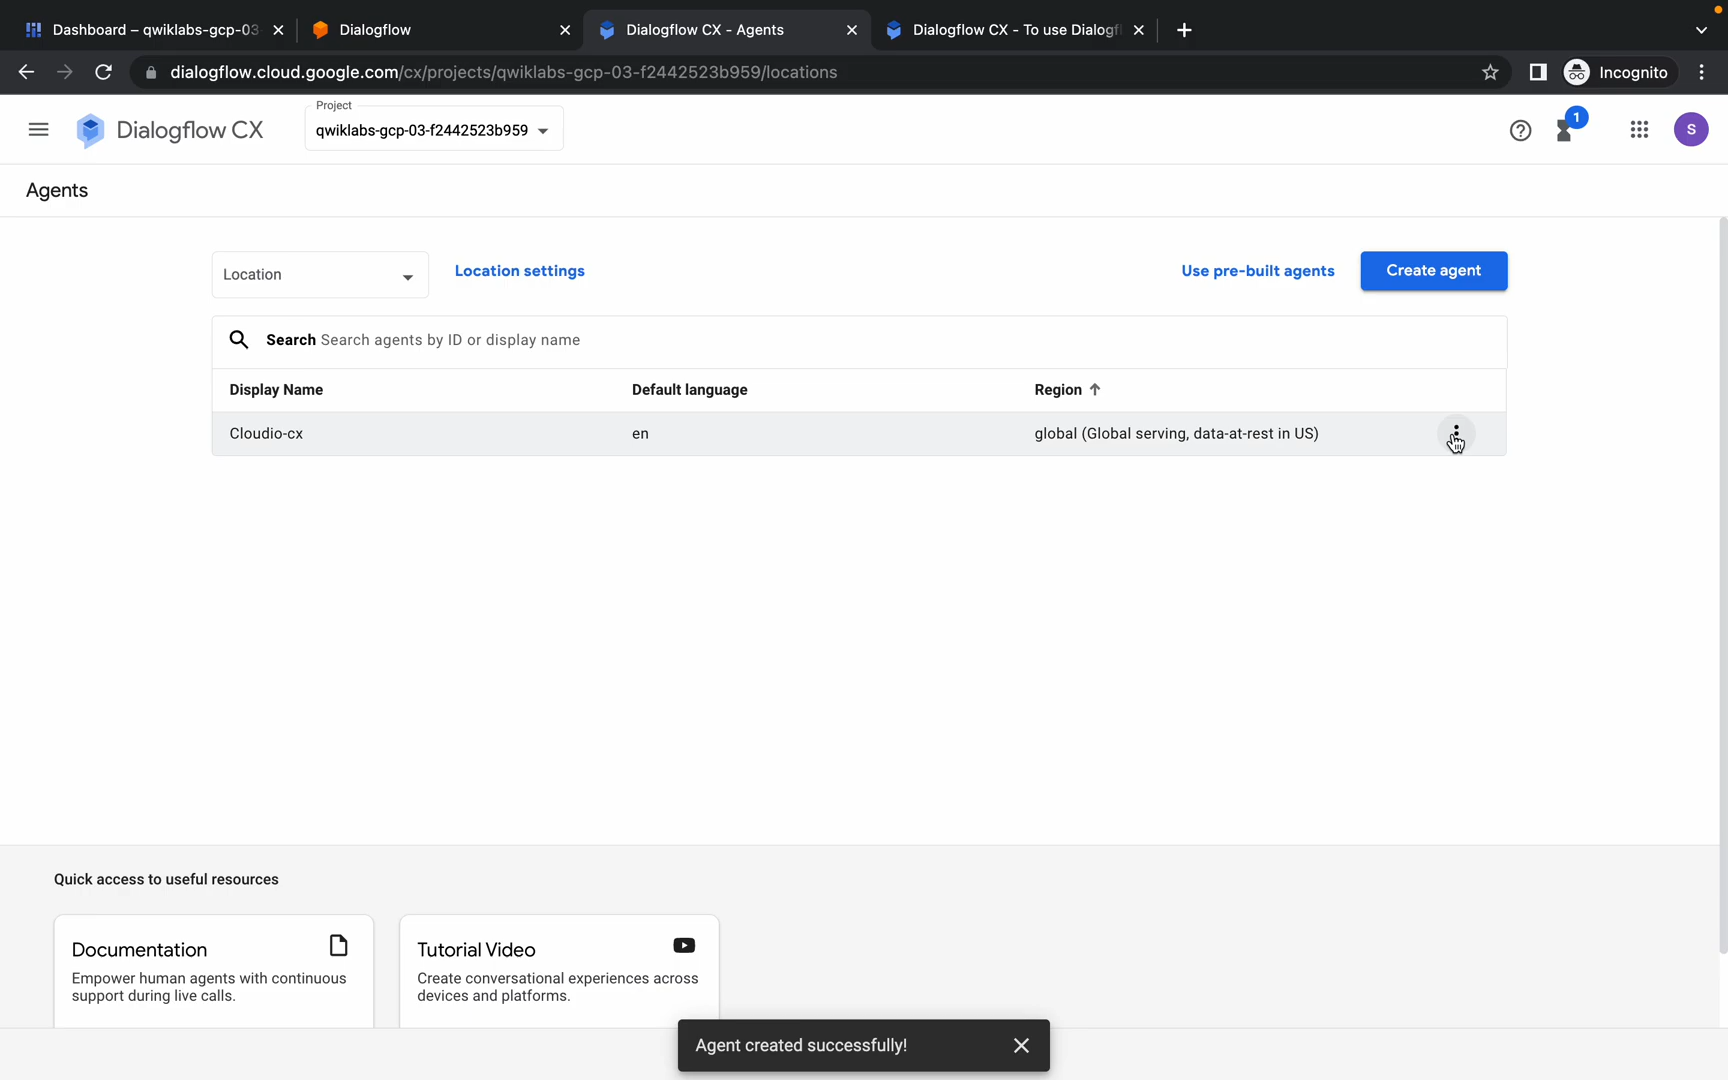 Dashboard – qwiklabs-gcp-03
Dialogflow
Dialogflow CX - Agents
Dialogflow CX - To use Dialogfl
dialogflow.cloud.google.com/cx/projects/qwiklabs-gcp-03-f2442523b959/locations
Incognito
Dialogflow CX
Project
qwiklabs-gcp-03-f2442523b959
1
S
Agents
Location
Location settings
Use pre-built agents
Create agent
Search Search agents by ID or display name
Display Name Default language Region
Cloudio-cx en global (Global serving, data-at-rest in US)
Quick access to useful resources
Documentation
Empower human agents with continuous
support during live calls.
Tutorial Video
Create conversational experiences across
devices and platforms.
Agent created successfully!